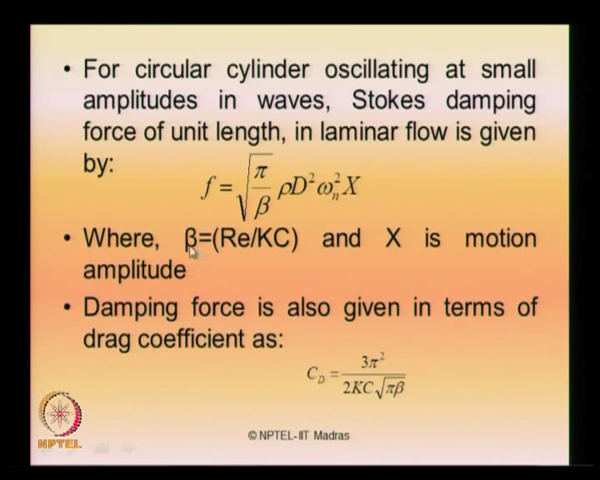 • For circular cylinder oscillating at small
amplitudes in waves, Stokes damping
force of unit length, in laminar flow is given
by:
f = √(π/β) ρD²ωₙ²X
• Where, β=(Re/KC) and X is motion
amplitude
• Damping force is also given in terms of
drag coefficient as:
C_D = 3π² / 2KC√πβ
NPTEL
© NPTEL- IIT Madras